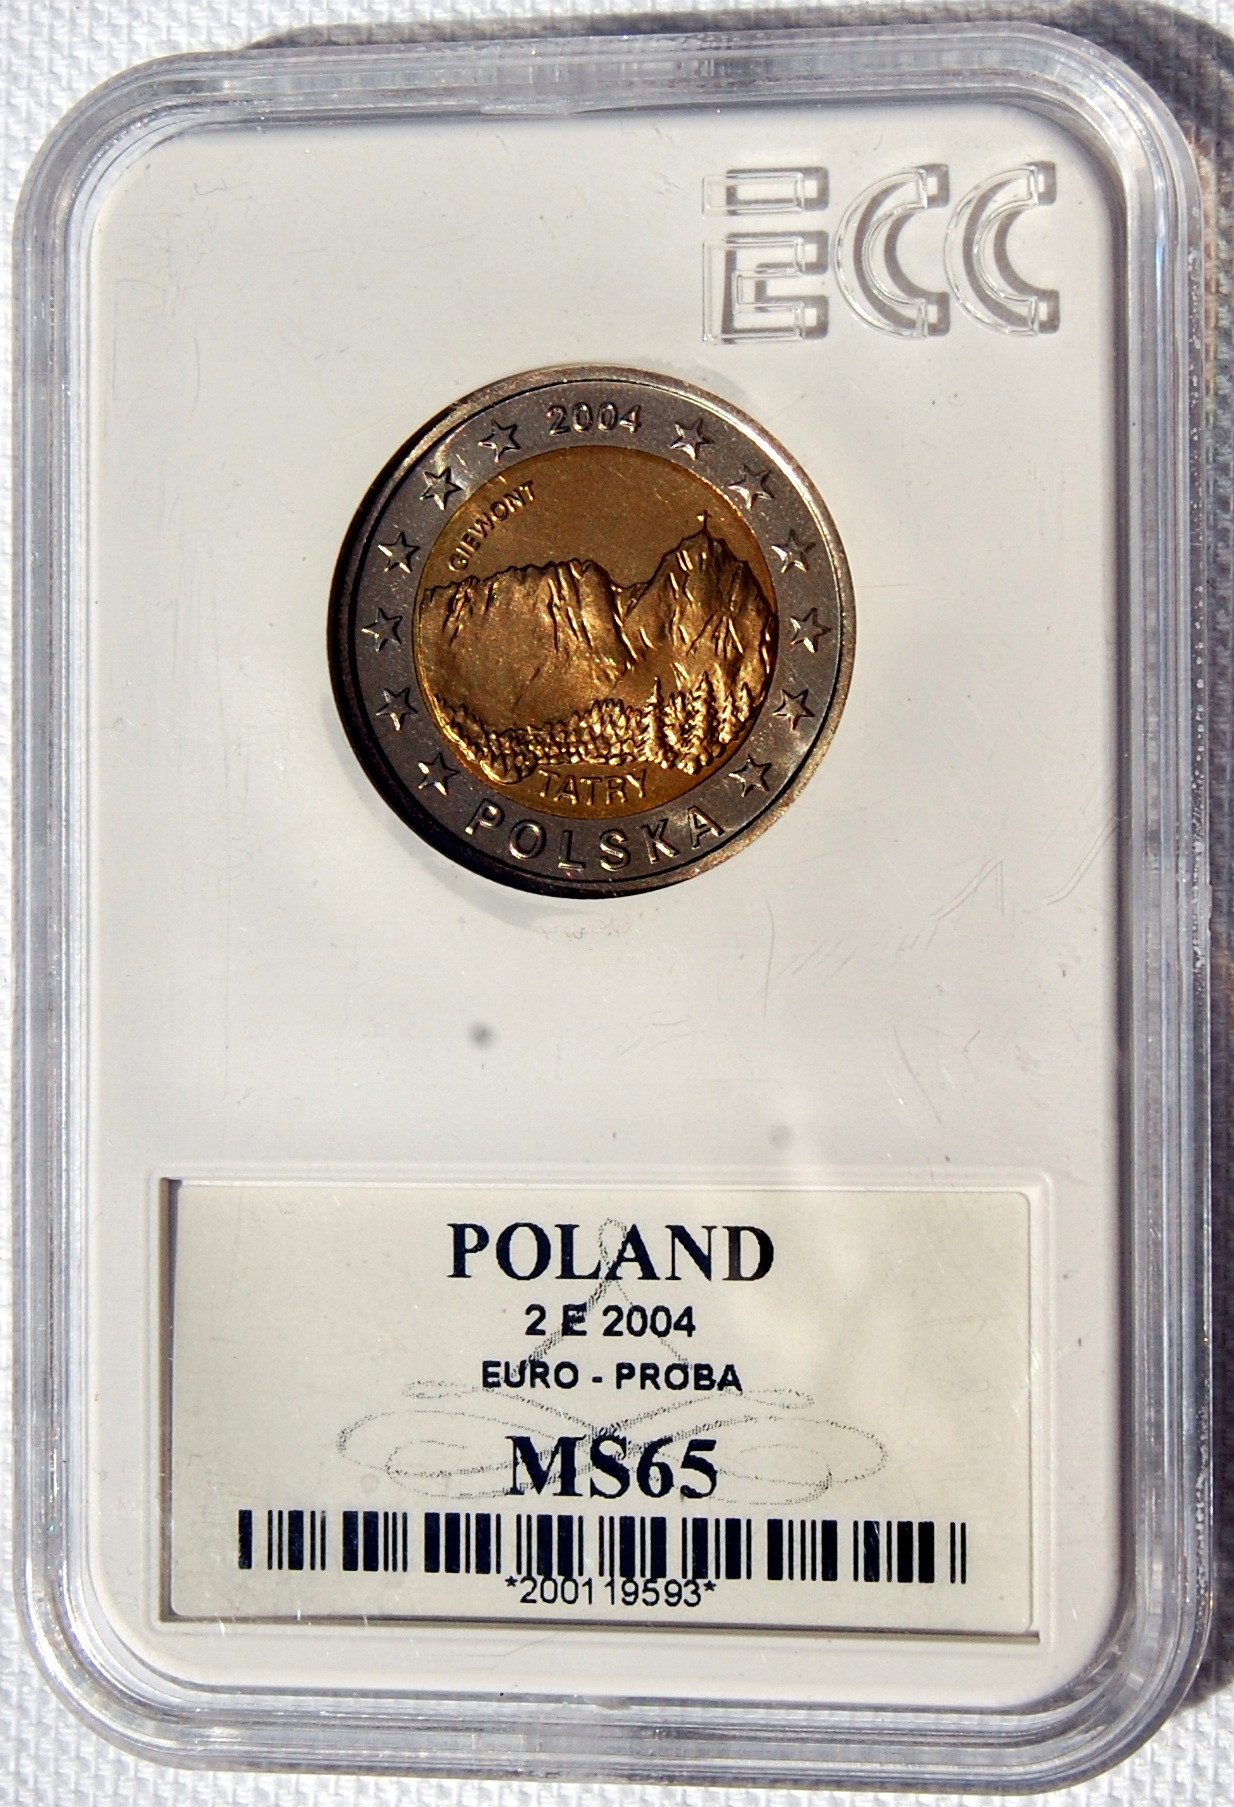 ECC
2004
GIEWONT
TATRY
POLSKA
POLAND
2 E 2004
EURO - PROBA
MS65
*200119593*